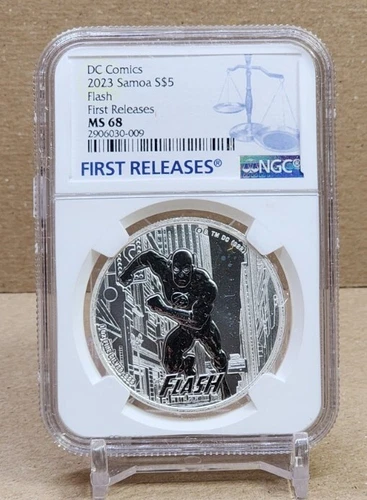 DC Comics
2023 Samoa S$5
Flash
First Releases
MS 68
2906030-009
FIRST RELEASES®
NGC®
FLASH